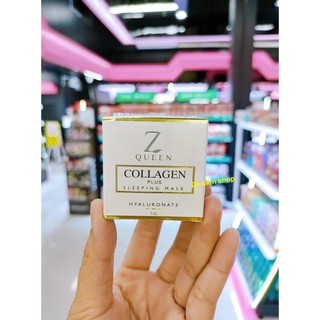 Z
QUEEN
COLLAGEN
PLUS
SLEEPING MASK
HYALURONATE